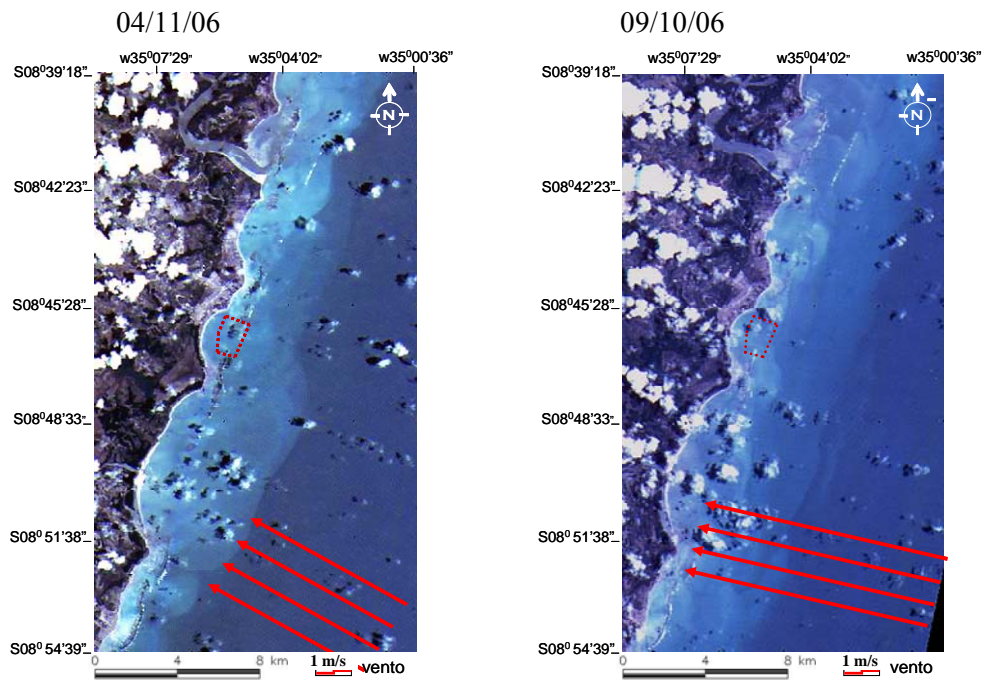 04/11/06
w35⁰07'29" w35⁰04'02" w35⁰00'36"
S08⁰39'18"
N
S08⁰42'23"
S08⁰45'28"
S08⁰48'33"
S08⁰ 51'38"
S08⁰ 54'39"
0 4 8 km
1 m/s vento
09/10/06
w35⁰07'29" w35⁰04'02" w35⁰00'36"
S08⁰39'18"
N
S08⁰42'23"
S08⁰45'28"
S08⁰48'33"
S08⁰ 51'38"
S08⁰ 54'39"
0 4 8 km
1 m/s vento